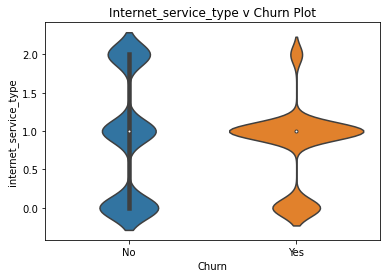 Internet_service_type v Churn Plot
internet_service_type
2.0
1.5
1.0
0.5
0.0
No
Yes
Churn